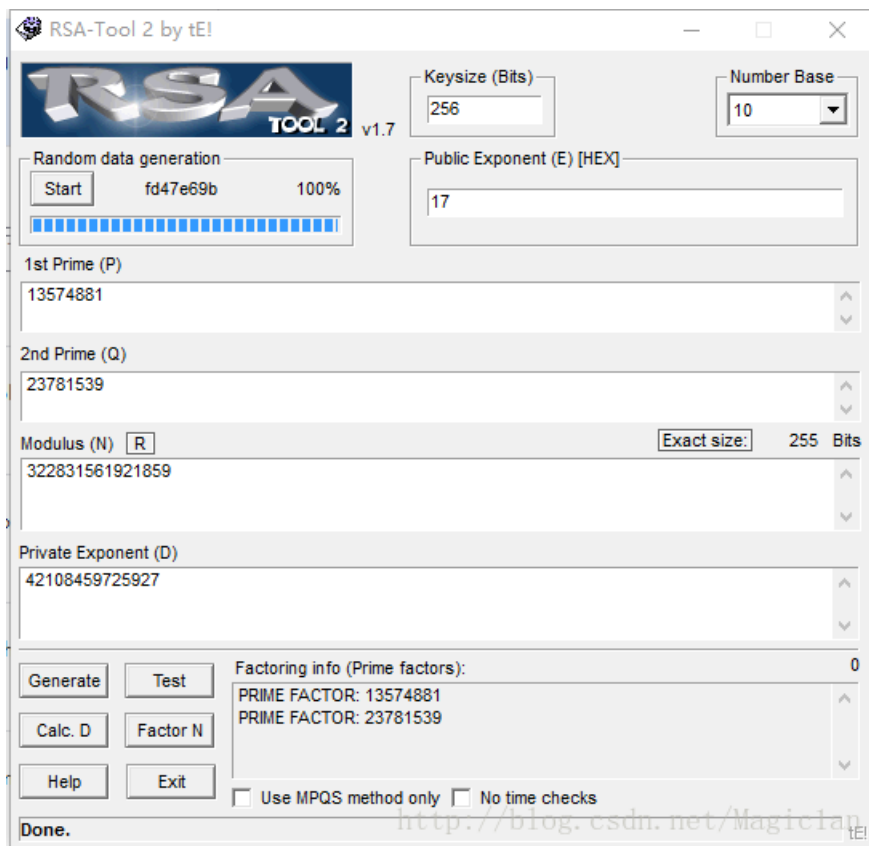 RSA-Tool 2 by tE!
RSA
TOOL 2 v1.7
Keysize (Bits)
256
Number Base
10
Random data generation
Start fd47e69b 100%
Public Exponent (E) [HEX]
17
1st Prime (P)
13574881
2nd Prime (Q)
23781539
Modulus (N) R Exact size: 255 Bits
322831561921859
Private Exponent (D)
42108459725927
Generate Test
Calc. D Factor N
Help Exit
Factoring info (Prime factors): 0
PRIME FACTOR: 13574881
PRIME FACTOR: 23781539
Use MPQS method only No time checks
Done.
http://blog.csdn.net/Magic1an
tE!